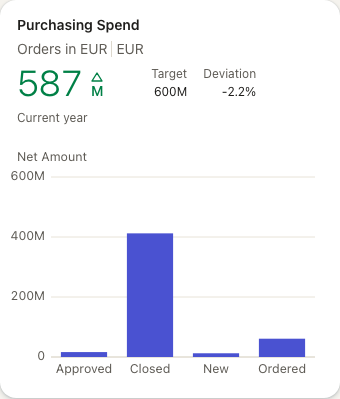 Purchasing Spend
Orders in EUR | EUR
587 M
Target Deviation
600M -2.2%
Current year
Net Amount
600M
400M
200M
0
Approved Closed New Ordered